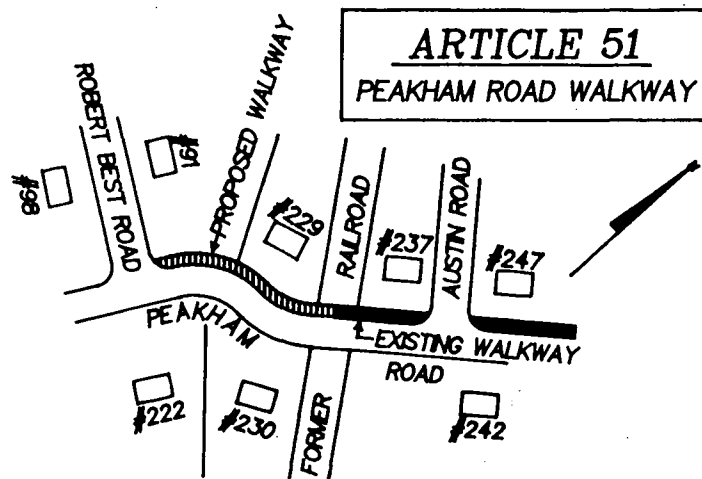 ARTICLE 51
PEAKHAM ROAD WALKWAY
ROBERT BEST ROAD
#98
#91
PROPOSED WALKWAY
#229
RAILROAD
#237
AUSTIN ROAD
#247
PEAKHAM
EXISTING WALKWAY
ROAD
#222
#230
FORMER
#242